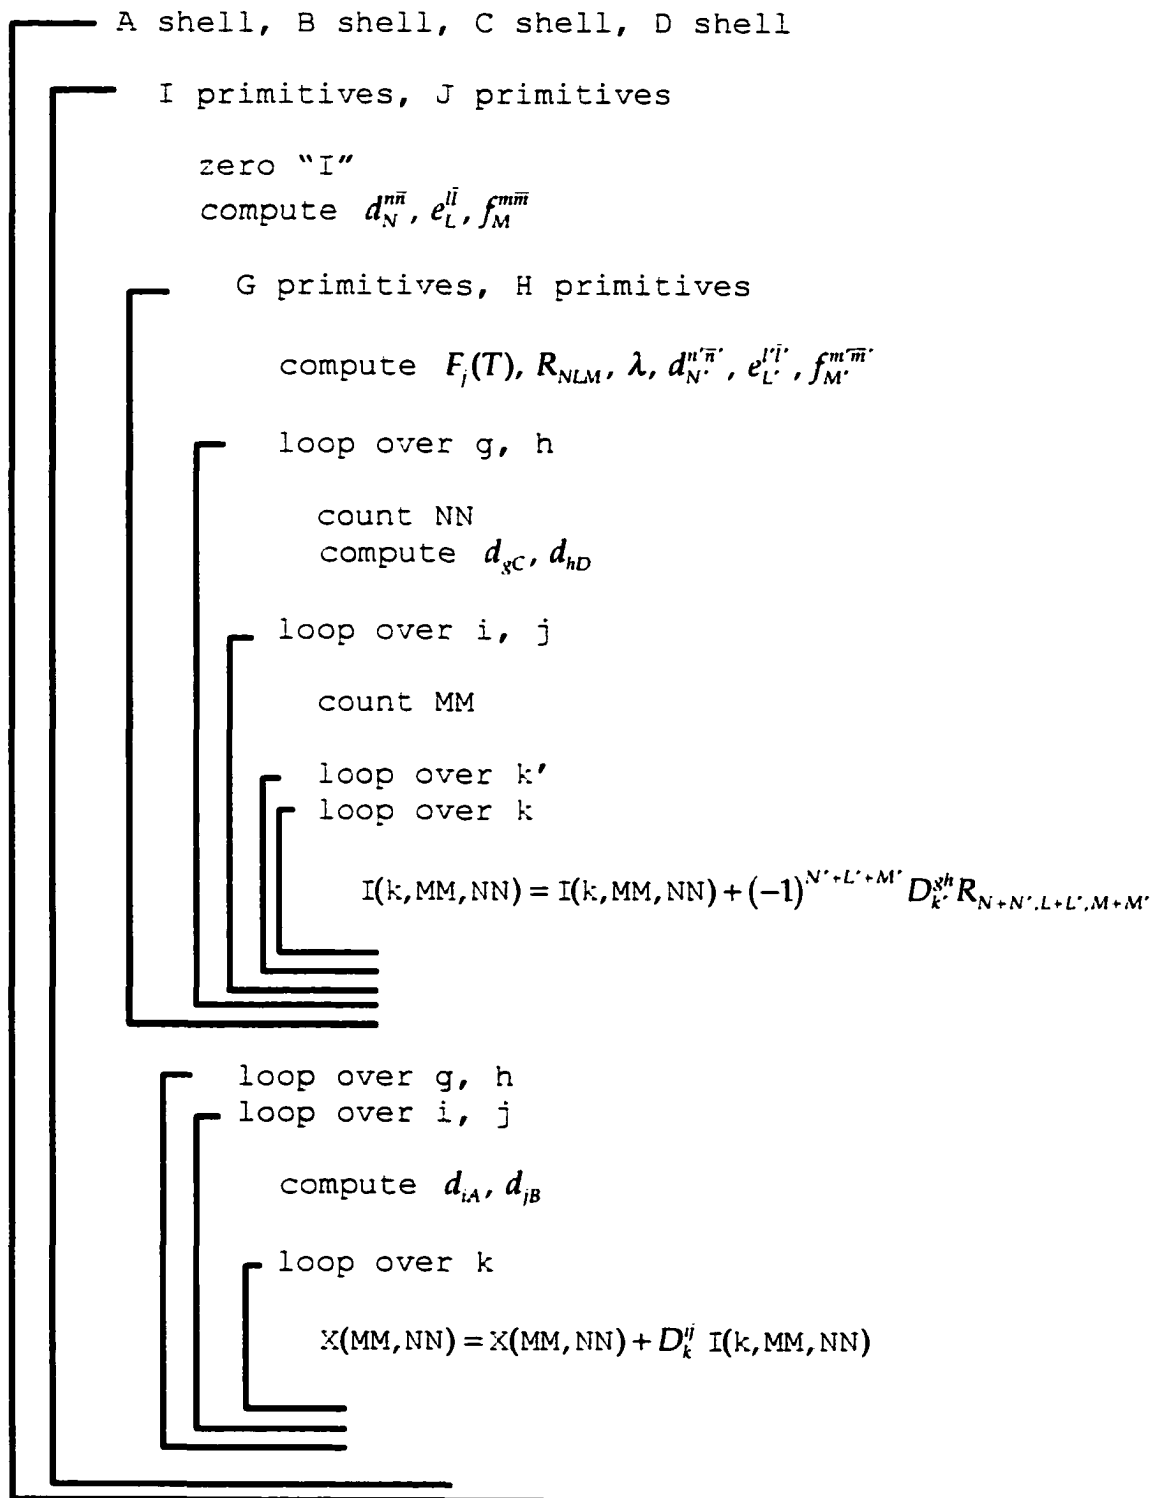 A shell, B shell, C shell, D shell
I primitives, J primitives
zero "I"
compute d_N^{nn̄}, e_L^{ll̄}, f_M^{mm̄}
G primitives, H primitives
compute F_j(T), R_{NLM}, λ, d_{N'}^{n'n̄'}, e_{L'}^{l'l̄'}, f_{M'}^{m'm̄'}
loop over g, h
count NN
compute d_{gC}, d_{hD}
loop over i, j
count MM
loop over k'
loop over k
I(k,MM,NN) = I(k,MM,NN) + (−1)^{N'+L'+M'} D_{k'}^{gh} R_{N+N',L+L',M+M'}
loop over g, h
loop over i, j
compute d_{iA}, d_{jB}
loop over k
X(MM,NN) = X(MM,NN) + D_k^{ij} I(k,MM,NN)